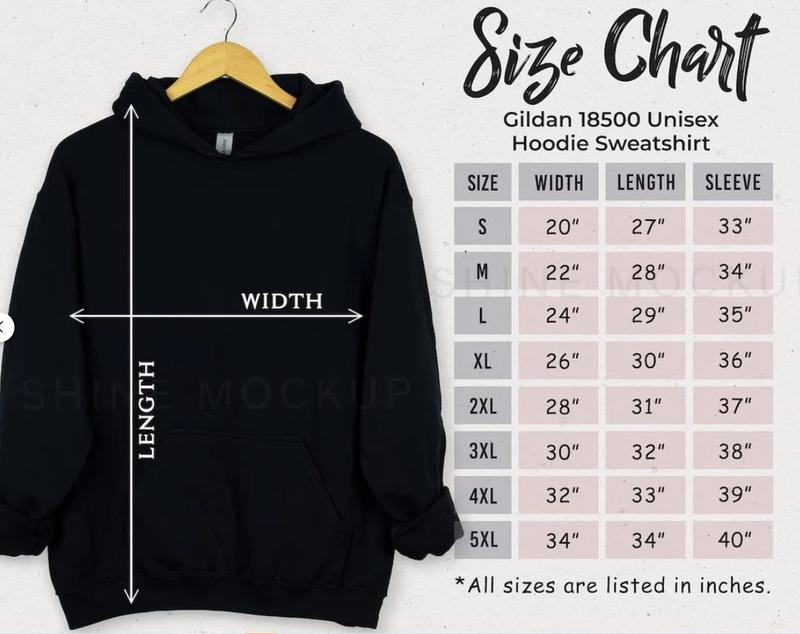 Size Chart
Gildan 18500 Unisex
Hoodie Sweatshirt
SIZE WIDTH LENGTH SLEEVE
S 20" 27" 33"
M 22" 28" 34"
L 24" 29" 35"
XL 26" 30" 36"
2XL 28" 31" 37"
3XL 30" 32" 38"
4XL 32" 33" 39"
5XL 34" 34" 40"
*All sizes are listed in inches.
WIDTH
LENGTH
SHINE MOCKUP
SHINE MOCKU